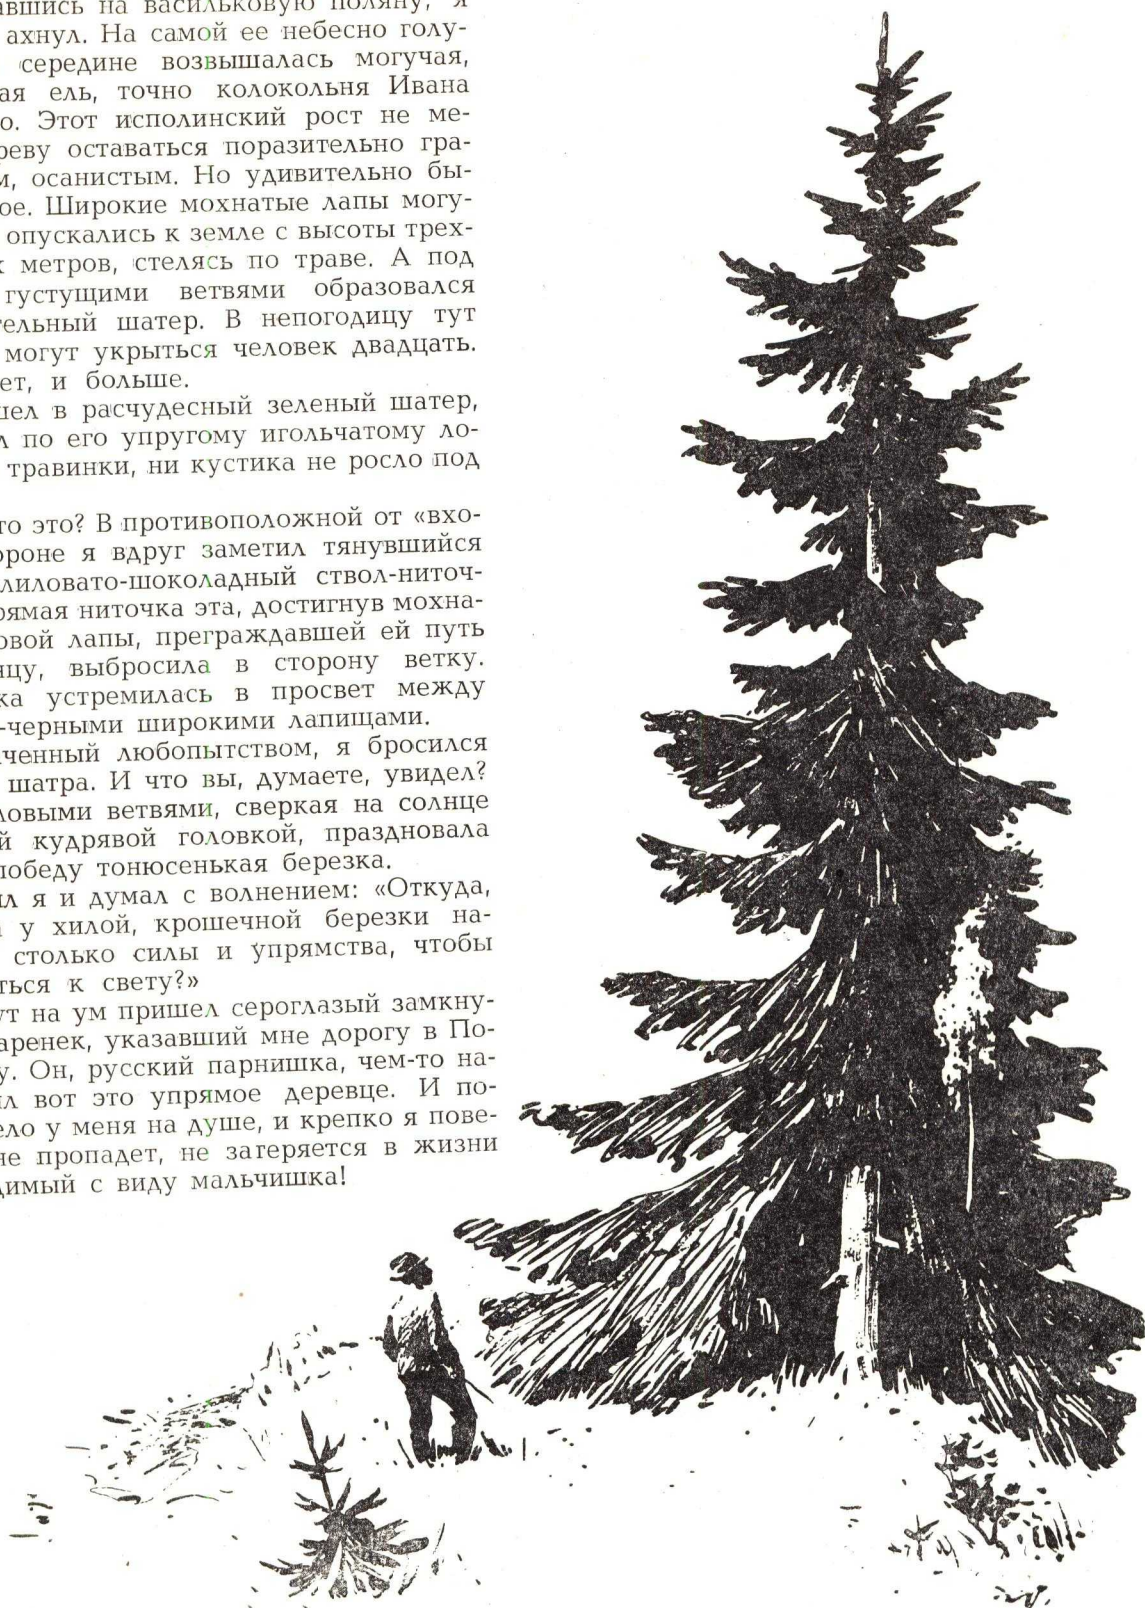 авшись на васильковую поляну, я
ахнул. На самой ее небесно голу-
середине возвышалась могучая,
ая ель, точно колокольня Ивана
о. Этот исполинский рост не ме-
реву оставаться поразительно гра-
м, осанистым. Но удивительно бы-
ое. Широкие мохнатые лапы могу-
опускались к земле с высоты трех-
х метров, стелясь по траве. А под
густущими ветвями образовался
тельный шатер. В непогодицу тут
могут укрыться человек двадцать.
ет, и больше.
шел в расчудесный зеленый шатер,
л по его упругому игольчатому ло-
травинки, ни кустика не росло под
то это? В противоположной от «вхо-
ороне я вдруг заметил тянувшийся
лиловато-шоколадный ствол-ниточ-
рямая ниточка эта, достигнув мохна-
овой лапы, преграждавшей ей путь
нцу, выбросила в сторону ветку.
ка устремилась в просвет между
-черными широкими лапищами.
ченный любопытством, я бросился
шатра. И что вы, думаете, увидел?
ловыми ветвями, сверкая на солнце
й кудрявой головкой, праздновала
победу тонюсенькая березка.
ял я и думал с волнением: «Откуда,
а у хилой, крошечной березки на-
столько силы и упрямства, чтобы
ться к свету?»
ут на ум пришел сероглазый замкну-
аренек, указавший мне дорогу в По-
у. Он, русский парнишка, чем-то на-
ил вот это упрямое деревце. И по-
ело у меня на душе, и крепко я пове-
не пропадет, не затеряется в жизни
димый с виду мальчишка!